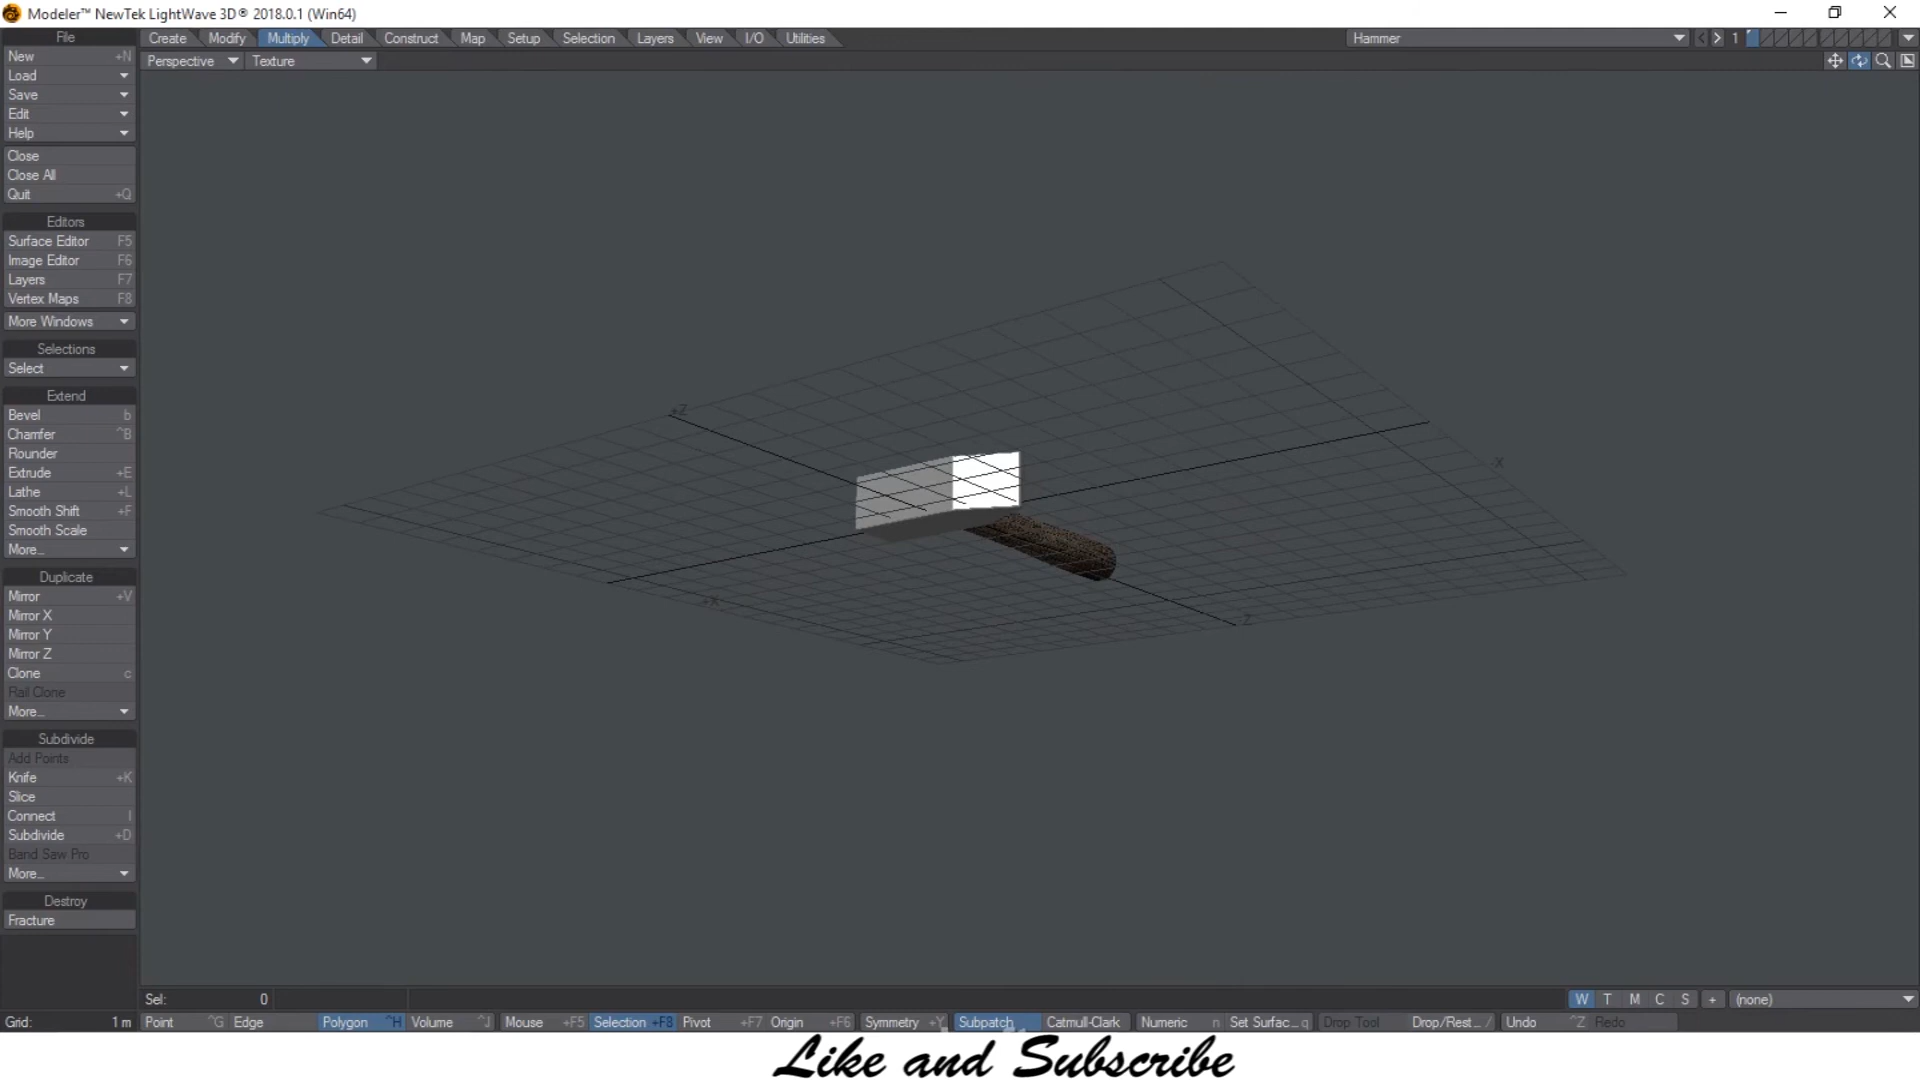 Modeler™ NewTek LightWave 3D® 2018.0.1 (Win64)
File
Create Modify Multiply Detail Construct Map Setup Selection Layers View I/O Utilities
Hammer
1
Perspective Texture
New +N
Load
Save
Edit
Help
Close
Close All
Quit +Q
Editors
Surface Editor F5
Image Editor F6
Layers F7
Vertex Maps F8
More Windows
Selections
Select
Extend
Bevel b
Chamfer ^B
Rounder
Extrude +E
Lathe +L
Smooth Shift +F
Smooth Scale
More...
Duplicate
Mirror +V
Mirror X
Mirror Y
Mirror Z
Clone c
Rail Clone
More...
Subdivide
Add Points
Knife +K
Slice
Connect l
Subdivide +D
Band Saw Pro
More...
Destroy
Fracture
+Z
-X
+X
-Z
Sel: 0
W T M C S + (none)
Grid: 1 m
Point ^G Edge Polygon ^H Volume ^J Mouse +F5 Selection +F8 Pivot +F7 Origin +F6 Symmetry +Y Subpatch Catmull-Clark Numeric n Set Surfac... q Drop Tool Drop/Rest... / Undo ^Z Redo
Like and Subscribe